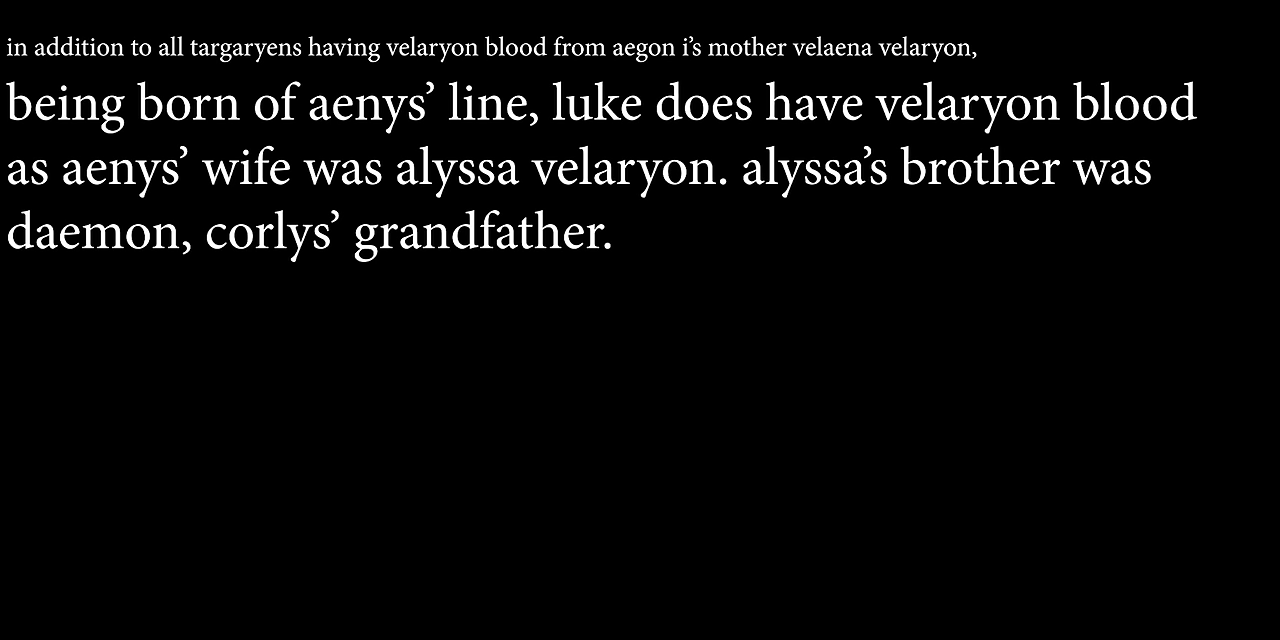 in addition to all targaryens having velaryon blood from aegon i’s mother velaena velaryon,
being born of aenys’ line, luke does have velaryon blood
as aenys’ wife was alyssa velaryon. alyssa’s brother was
daemon, corlys’ grandfather.